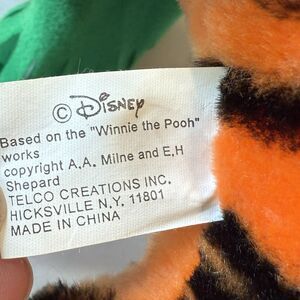 © Disney
Based on the "Winnie the Pooh"
works
copyright A.A. Milne and E.H
Shepard
TELCO CREATIONS INC.
HICKSVILLE N.Y. 11801
MADE IN CHINA